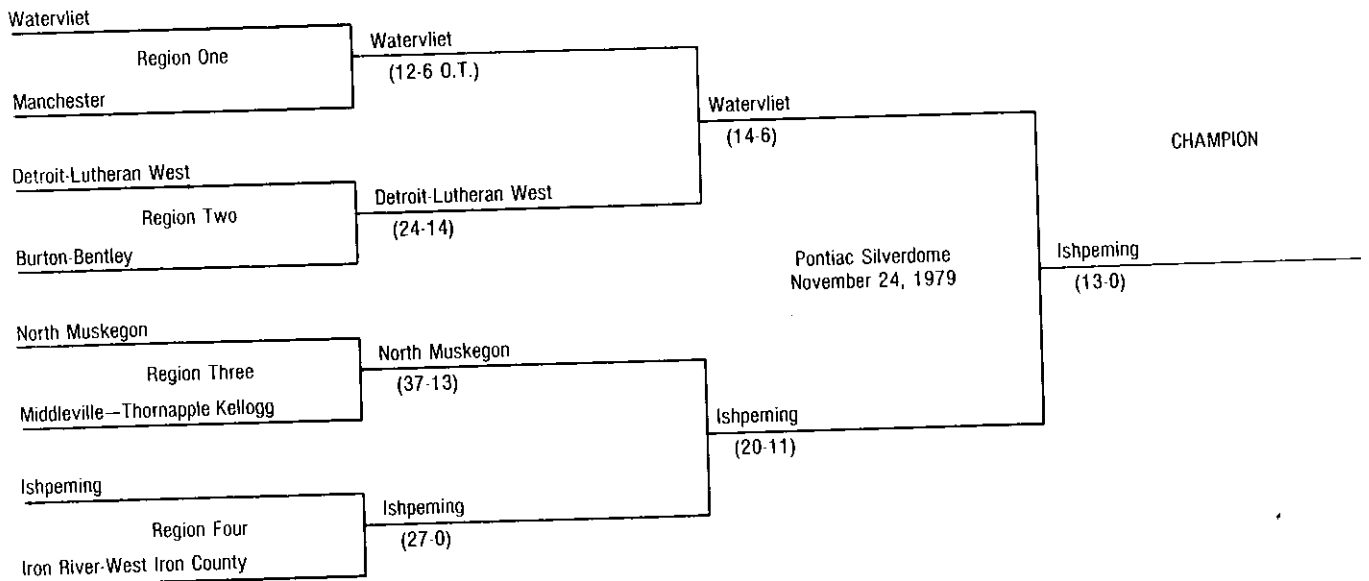 Watervliet
Region One
Manchester
Watervliet
(12-6 O.T.)
Detroit-Lutheran West
Region Two
Burton-Bentley
Detroit-Lutheran West
(24-14)
Watervliet
(14-6)
North Muskegon
Region Three
Middleville—Thornapple Kellogg
North Muskegon
(37-13)
Ishpeming
Region Four
Iron River-West Iron County
Ishpeming
(27-0)
Ishpeming
(20-11)
Pontiac Silverdome
November 24, 1979
CHAMPION
Ishpeming
(13-0)